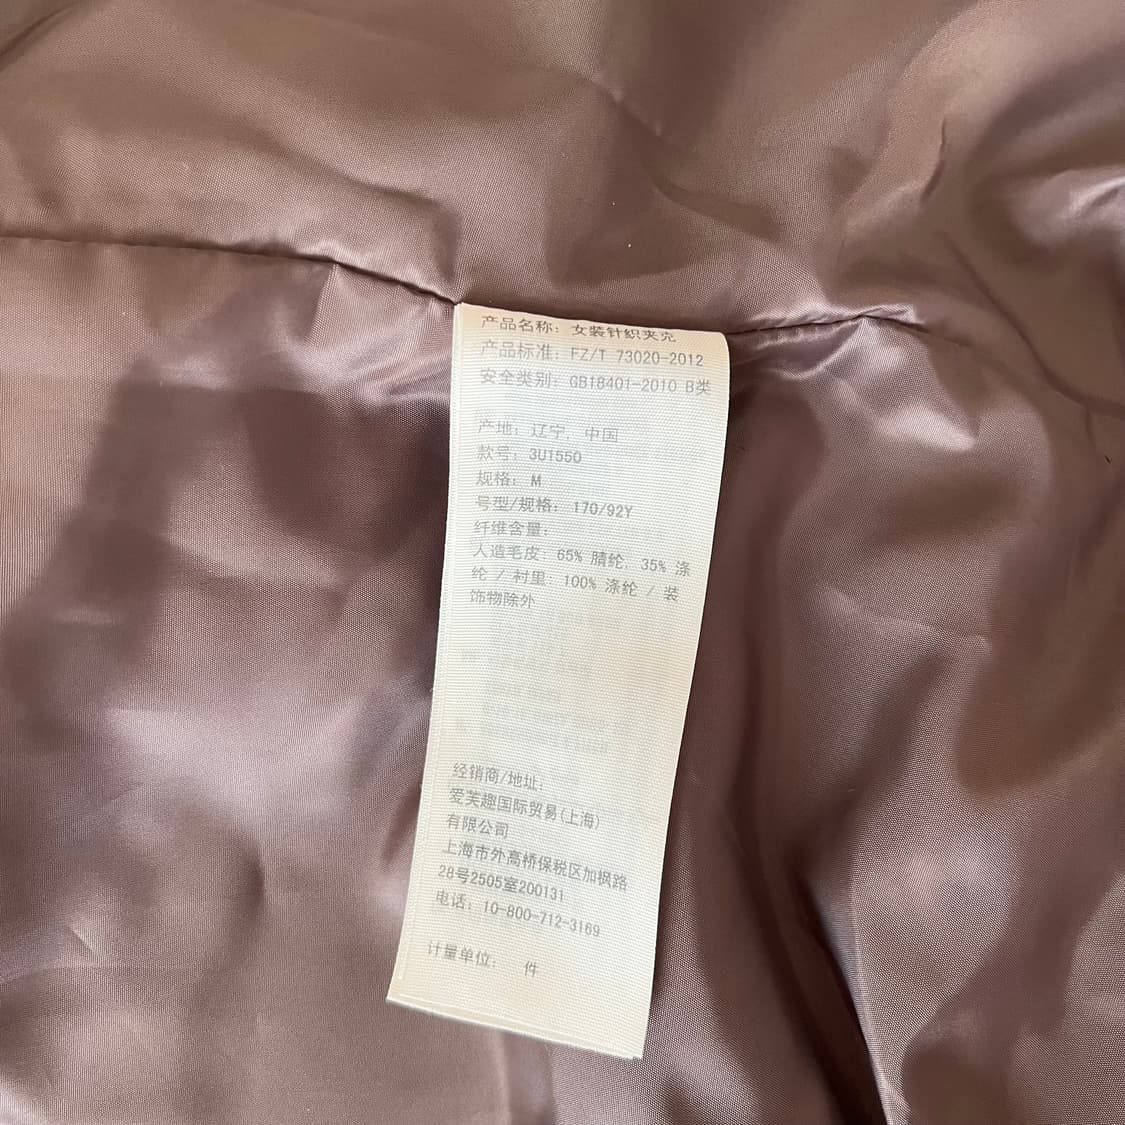 产品名称: 女装针织夹克
产品标准: FZ/T 73020-2012
安全类别: GB18401-2010 B类
产地: 辽宁, 中国
款号: 3U1550
规格: M
号型/规格: 170/92Y
纤维含量:
人造毛皮: 65% 腈纶, 35% 涤
纶 / 衬里: 100% 涤纶 / 装
饰物除外
经销商/地址:
爱芙趣国际贸易(上海)
有限公司
上海市外高桥保税区加枫路
28号2505室200131
电话: 10-800-712-3169
计量单位: 件